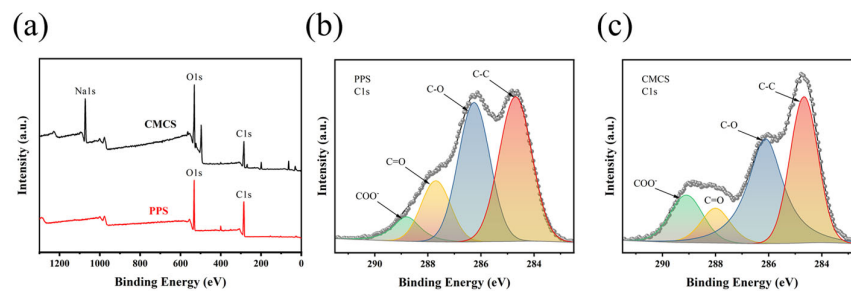 (a)
Na1s
O1s
CMCS
C1s
O1s
C1s
PPS
Intensity (a.u.)
1200 1000 800 600 400 200 0
Binding Energy (eV)
(b)
PPS
C1s
C-C
C-O
C=O
COO⁻
Intensity (a.u.)
290 288 286 284
Binding Energy (eV)
(c)
CMCS
C1s
C-C
C-O
COO⁻
C=O
Intensity (a.u.)
290 288 286 284
Binding Energy (eV)